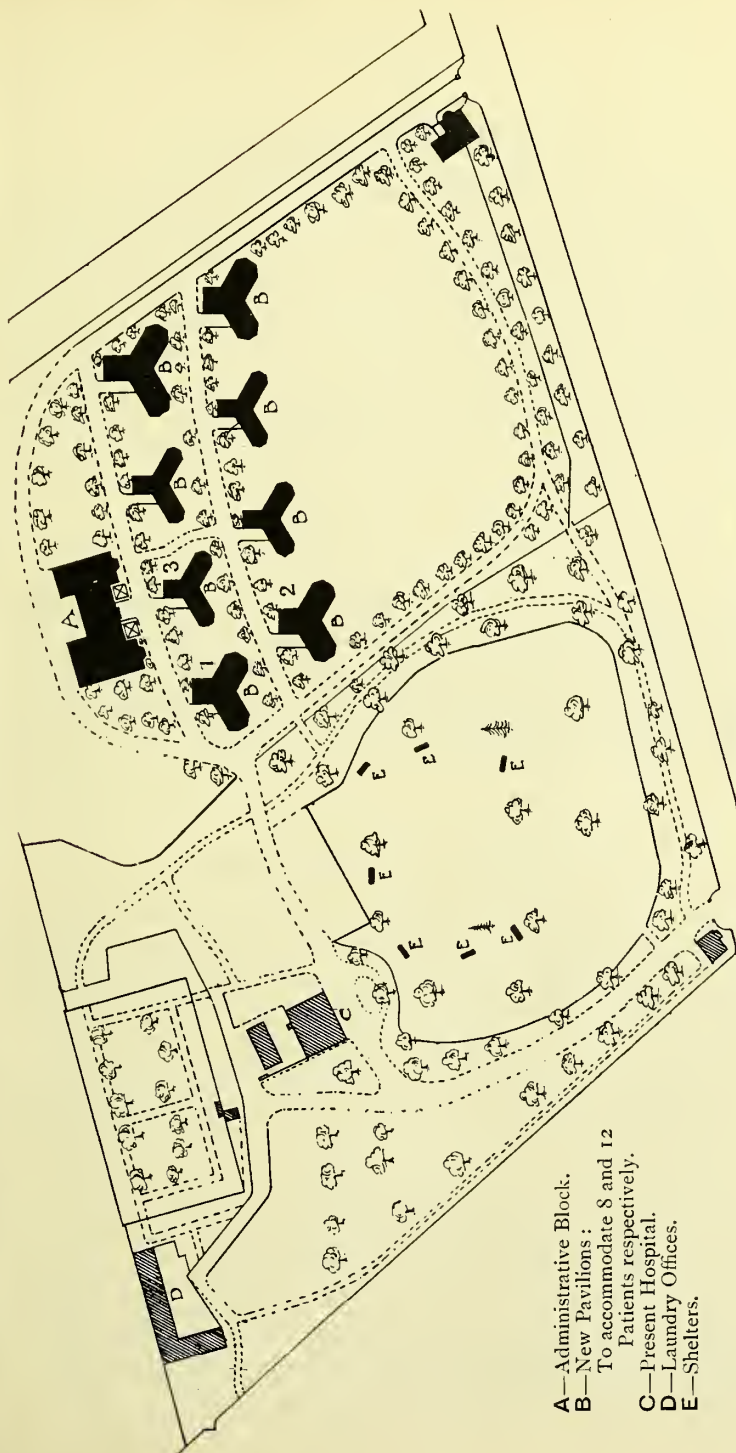 A
B
B
B
B
1
3
2
B
B
B
B
E
E
E
E
E
E
E
C
D
A—Administrative Block.
B—New Pavilions :
To accommodate 8 and 12
Patients respectively.
C—Present Hospital.
D—Laundry Offices.
E—Shelters.